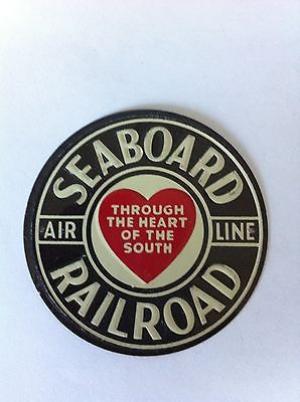 SEABOARD
AIR LINE
THROUGH
THE HEART
OF THE
SOUTH
RAILROAD